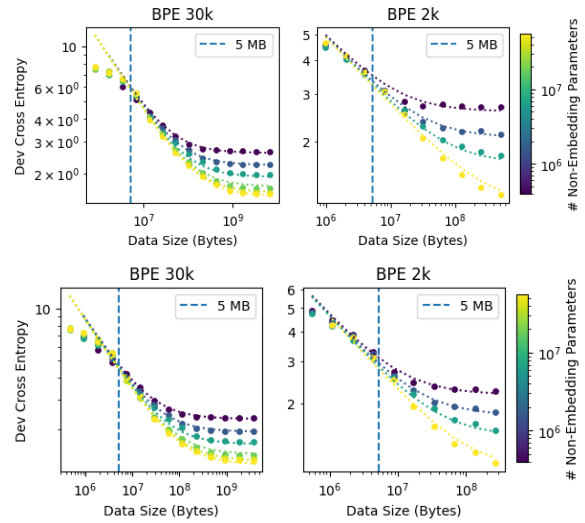 BPE 30k
BPE 2k
5 MB
5 MB
10
6 × 10⁰
4 × 10⁰
3 × 10⁰
2 × 10⁰
5
4
3
2
10⁷
10⁹
10⁶
10⁷
10⁸
10⁷
10⁶
Dev Cross Entropy
Data Size (Bytes)
Data Size (Bytes)
# Non-Embedding Parameters
BPE 30k
BPE 2k
5 MB
5 MB
10
6
5
4
3
2
10⁶
10⁷
10⁸
10⁹
10⁶
10⁷
10⁸
10⁷
10⁶
Dev Cross Entropy
Data Size (Bytes)
Data Size (Bytes)
# Non-Embedding Parameters